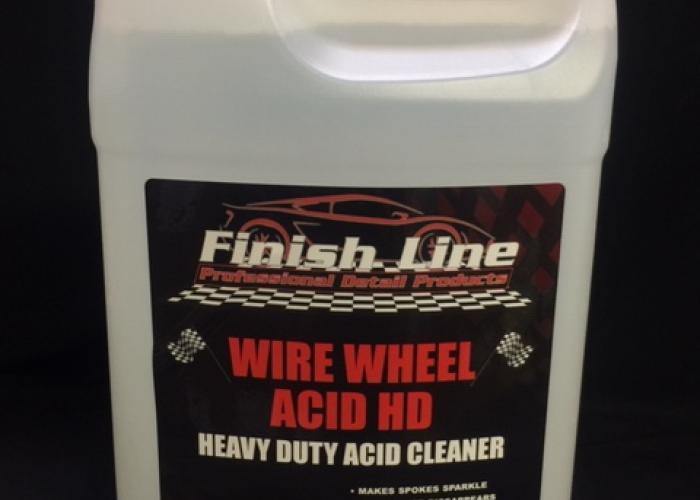 Finish Line
Professional Detail Products
WIRE WHEEL
ACID HD
HEAVY DUTY ACID CLEANER
• MAKES SPOKES SPARKLE